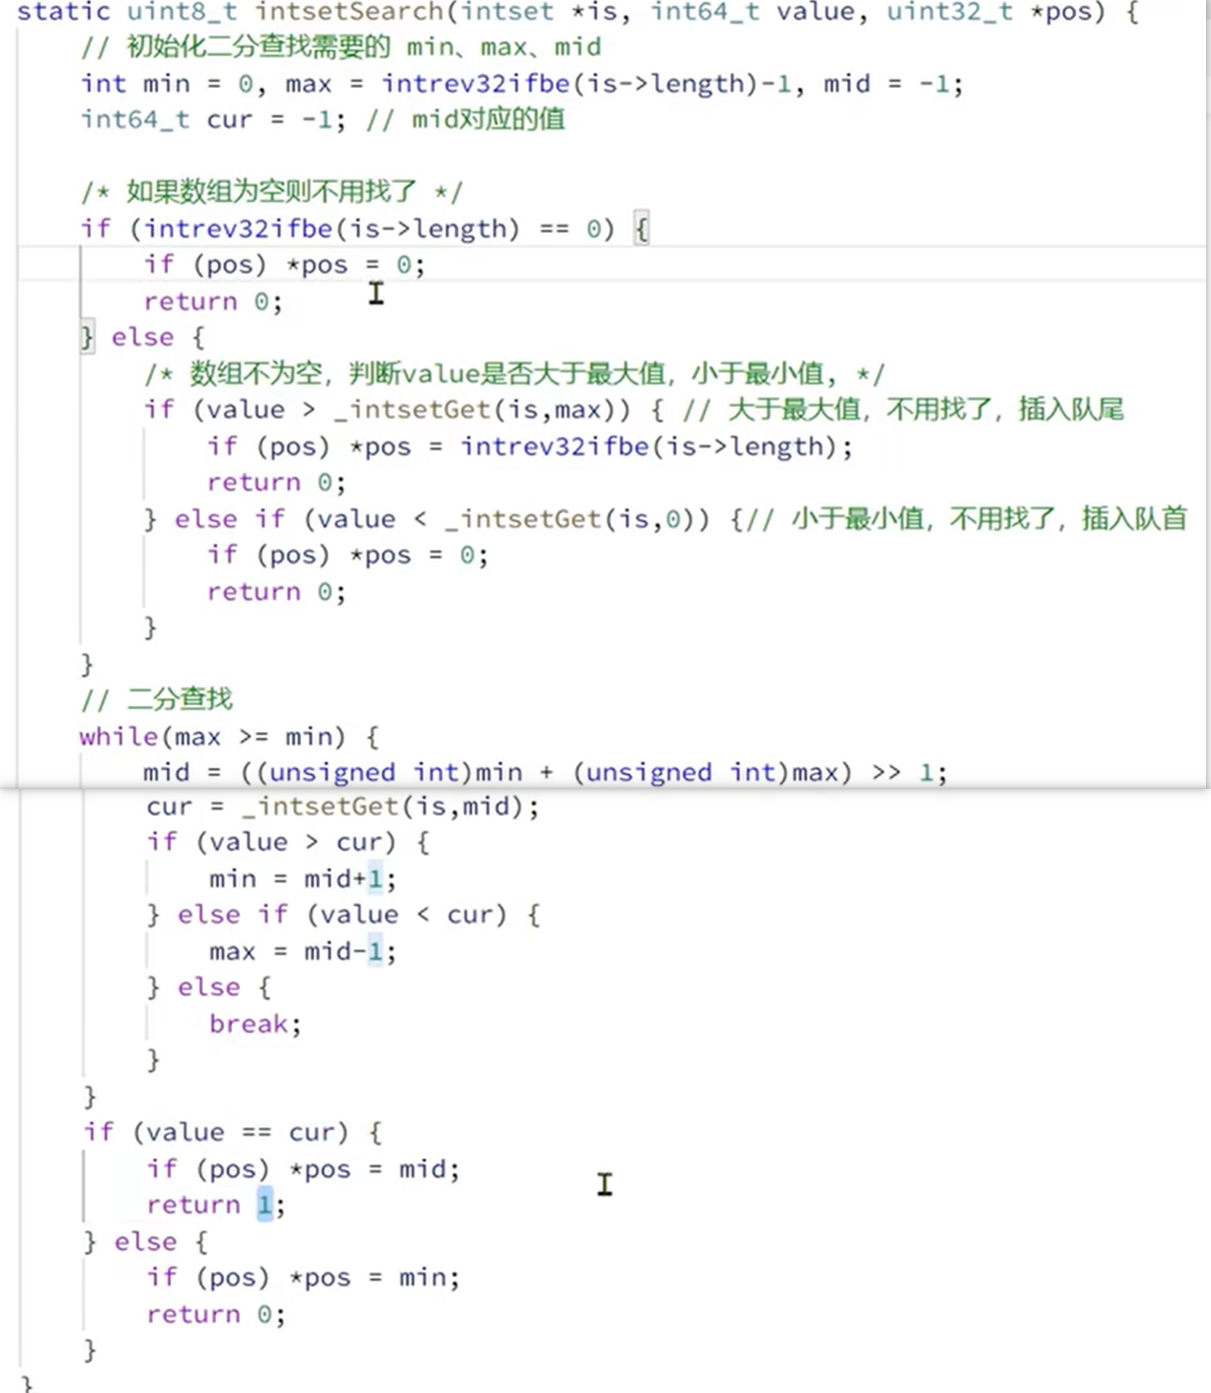 static uint8_t intsetSearch(intset *is, int64_t value, uint32_t *pos) {
    // 初始化二分查找需要的 min、max、mid
    int min = 0, max = intrev32ifbe(is->length)-1, mid = -1;
    int64_t cur = -1; // mid对应的值

    /* 如果数组为空则不用找了 */
    if (intrev32ifbe(is->length) == 0) {
        if (pos) *pos = 0;
        return 0;
    } else {
        /* 数组不为空，判断value是否大于最大值，小于最小值，*/
        if (value > _intsetGet(is,max)) { // 大于最大值，不用找了，插入队尾
            if (pos) *pos = intrev32ifbe(is->length);
            return 0;
        } else if (value < _intsetGet(is,0)) {// 小于最小值，不用找了，插入队首
            if (pos) *pos = 0;
            return 0;
        }
    }
    // 二分查找
    while(max >= min) {
        mid = ((unsigned int)min + (unsigned int)max) >> 1;
        cur = _intsetGet(is,mid);
        if (value > cur) {
            min = mid+1;
        } else if (value < cur) {
            max = mid-1;
        } else {
            break;
        }
    }
    if (value == cur) {
        if (pos) *pos = mid;
        return 1;
    } else {
        if (pos) *pos = min;
        return 0;
    }
}